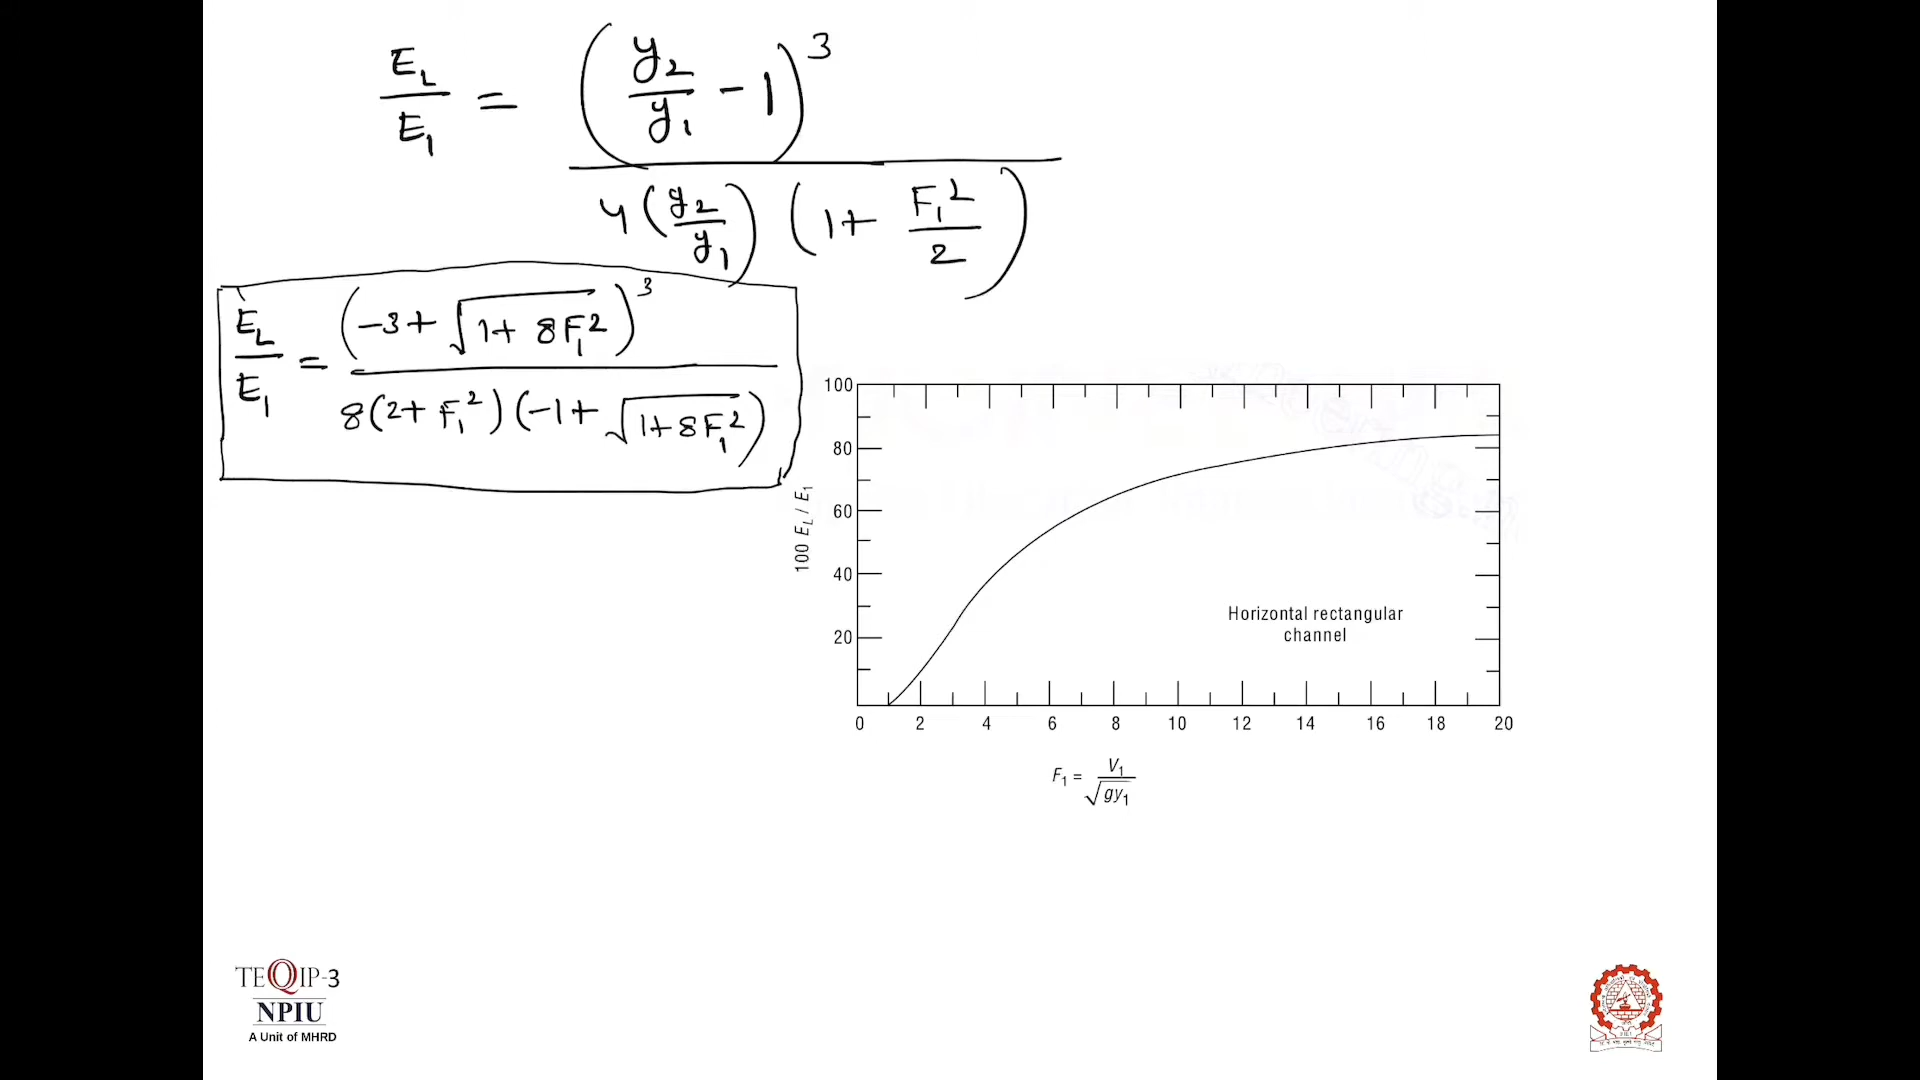 E_L/E_1 = (y_2/y_1 - 1)^3 / 4(y_2/y_1)(1 + F_1^2/2)
E_L/E_1 = (-3 + √(1 + 8F_1^2))^3 / 8(2 + F_1^2)(-1 + √(1 + 8F_1^2))
100
80
60
40
20
100 E_L / E_1
Horizontal rectangular
channel
0 2 4 6 8 10 12 14 16 18 20
F_1 = V_1/√gy_1
TEQIP-3
NPIU
A Unit of MHRD